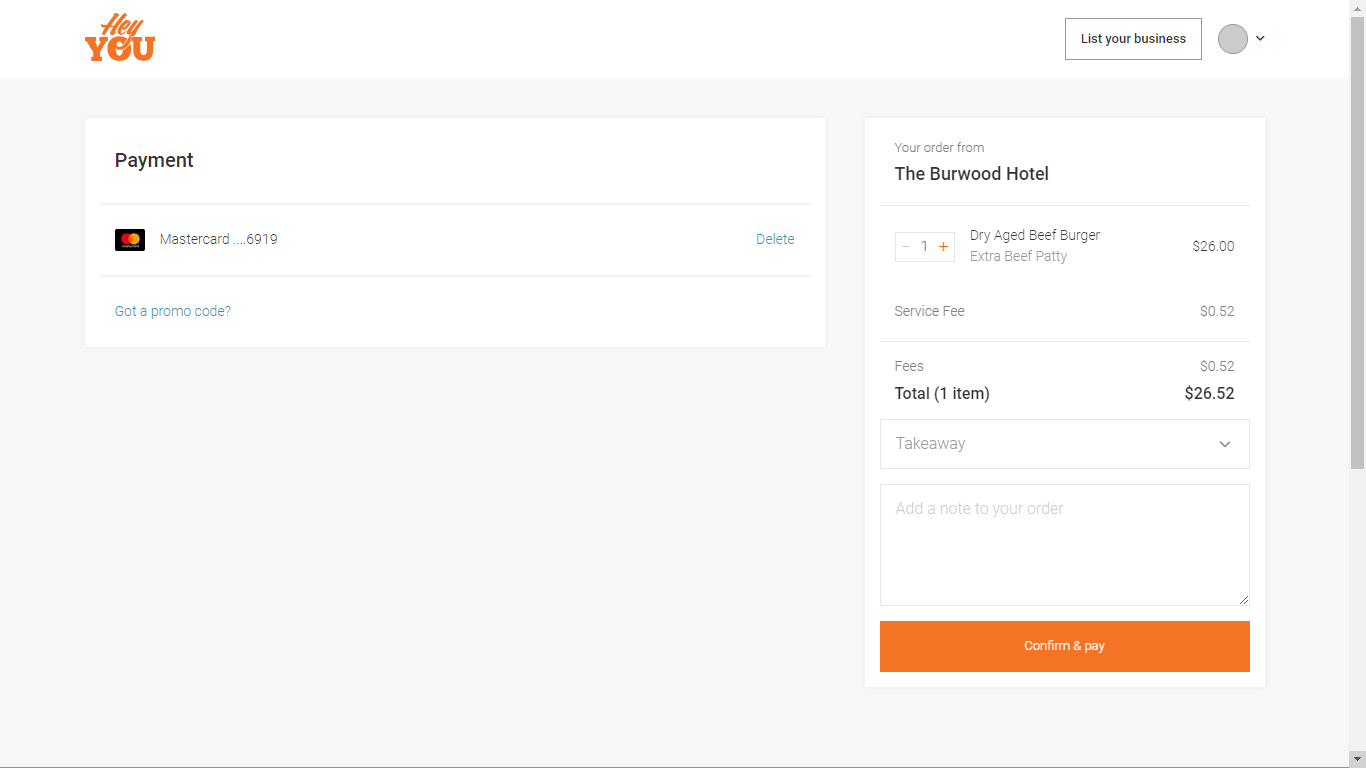 Hey
YOU
List your business
Payment
Mastercard ....6919
Delete
Got a promo code?
Your order from
The Burwood Hotel
− 1 +
Dry Aged Beef Burger
$26.00
Extra Beef Patty
Service Fee
$0.52
Fees
$0.52
Total (1 item)
$26.52
Takeaway
Add a note to your order
Confirm & pay